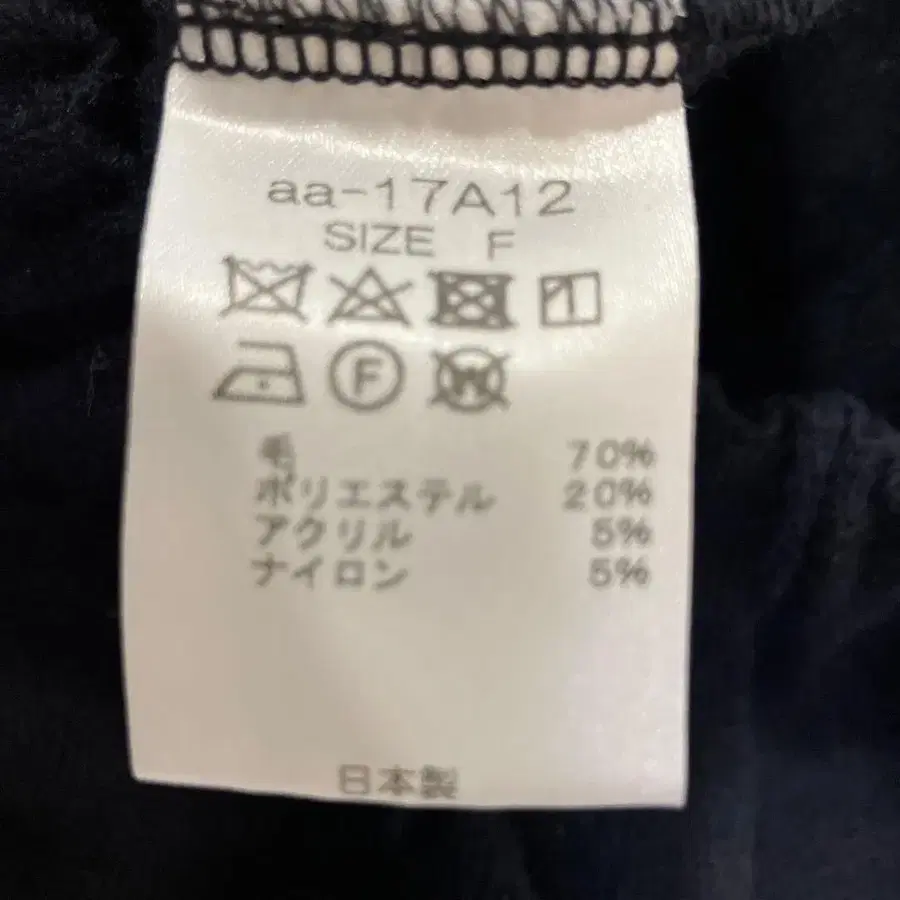 aa-17A12
SIZE F
F W
毛 70%
ポリエステル 20%
アクリル 5%
ナイロン 5%
日本製